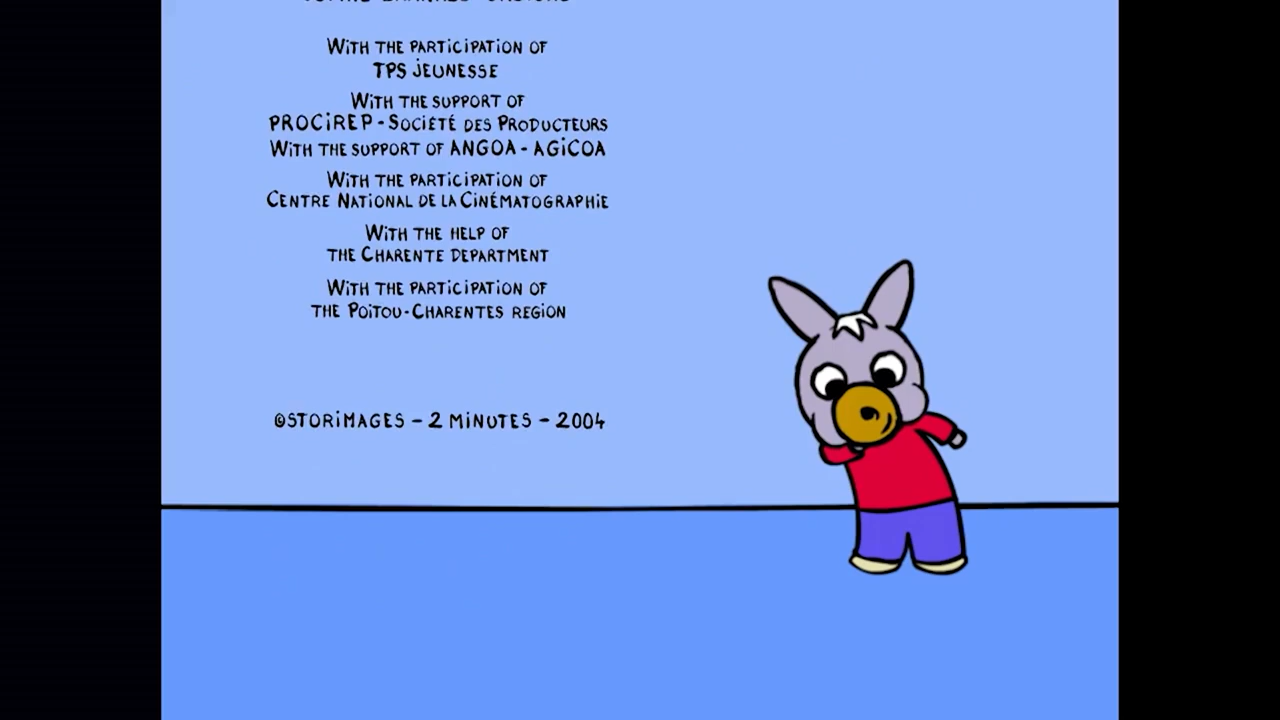 WiTH THE PARTiCiPATiON OF
TPS JEUNESSE
WiTH THE SUPPORT OF
PROCiREP - SOCiÉTÉ DES PRODUCTEURS
WiTH THE SUPPORT OF ANGOA - AGiCOA
WiTH THE PARTiCiPATiON OF
CENTRE NATiONAL DE LA CiNÉMATOGRAPHiE
WiTH THE HELP OF
THE CHARENTE DEPARTMENT
WiTH THE PARTiCiPATiON OF
THE POiTOU-CHARENTES REGiON
©STORiMAGES - 2 MiNUTES - 2004